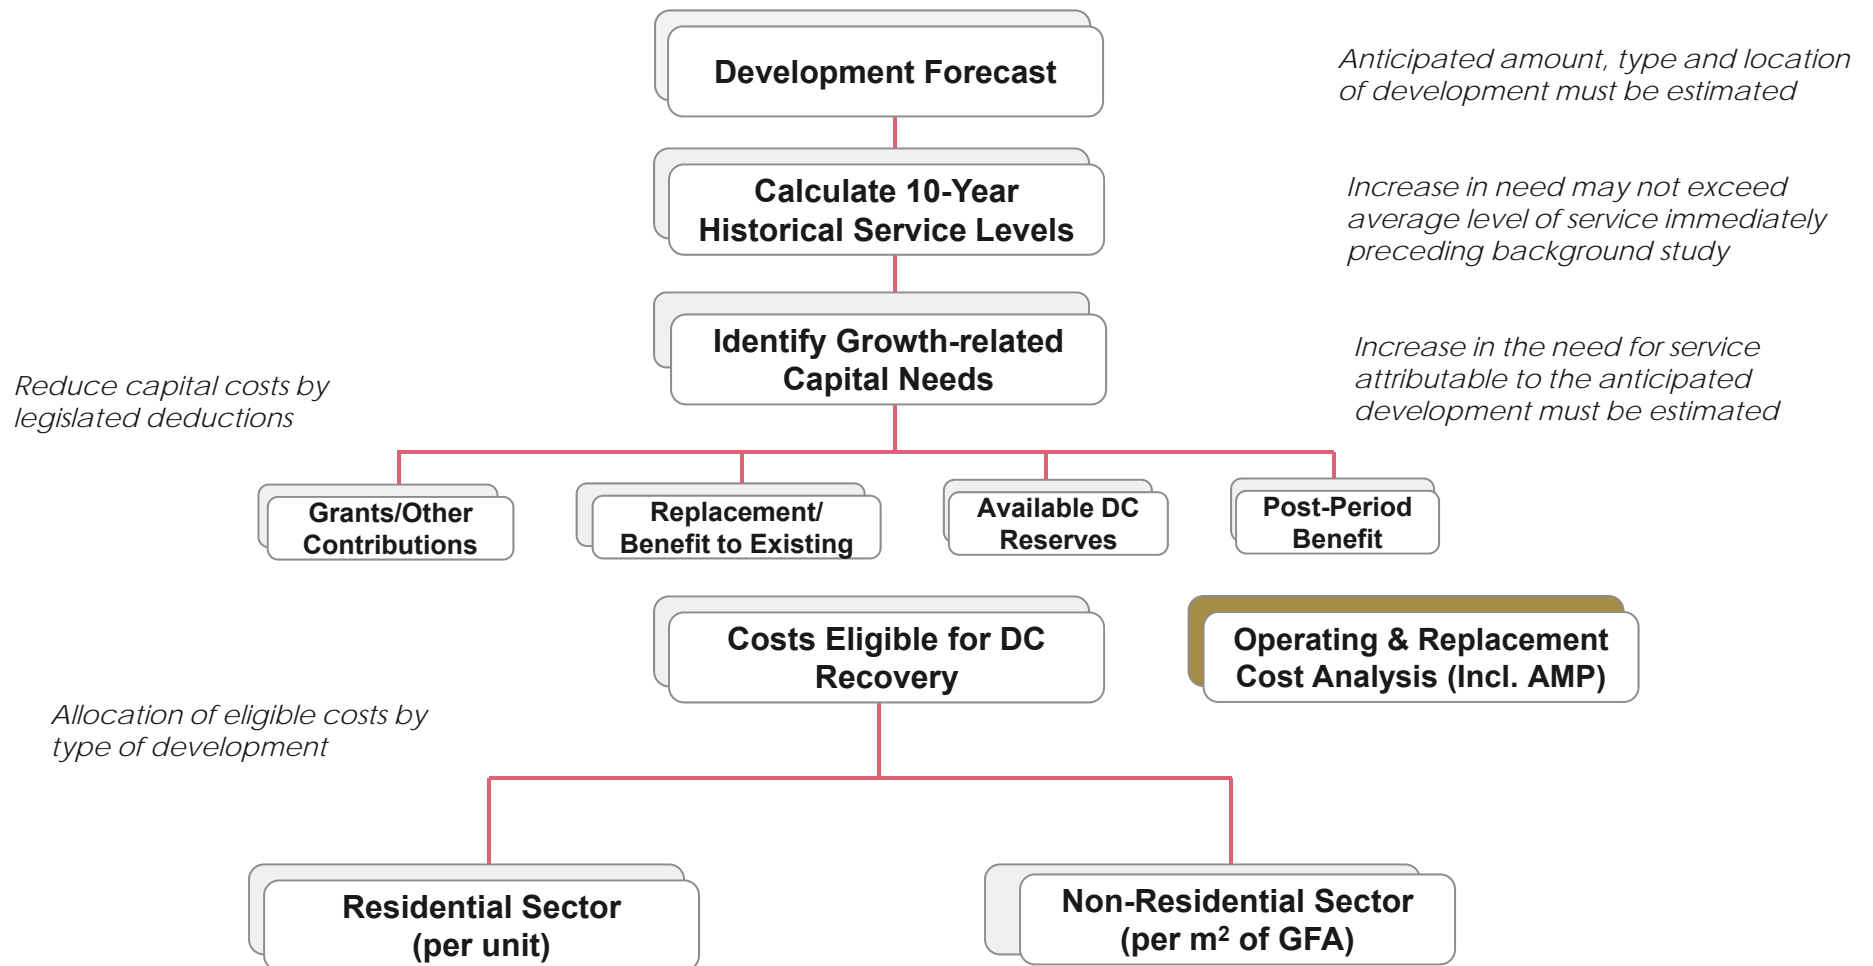 Development Forecast
Anticipated amount, type and location
of development must be estimated
Calculate 10-Year
Historical Service Levels
Increase in need may not exceed
average level of service immediately
preceding background study
Identify Growth-related
Capital Needs
Increase in the need for service
attributable to the anticipated
development must be estimated
Reduce capital costs by
legislated deductions
Grants/Other
Contributions
Replacement/
Benefit to Existing
Available DC
Reserves
Post-Period
Benefit
Costs Eligible for DC
Recovery
Operating & Replacement
Cost Analysis (Incl. AMP)
Allocation of eligible costs by
type of development
Residential Sector
(per unit)
Non-Residential Sector
(per m² of GFA)